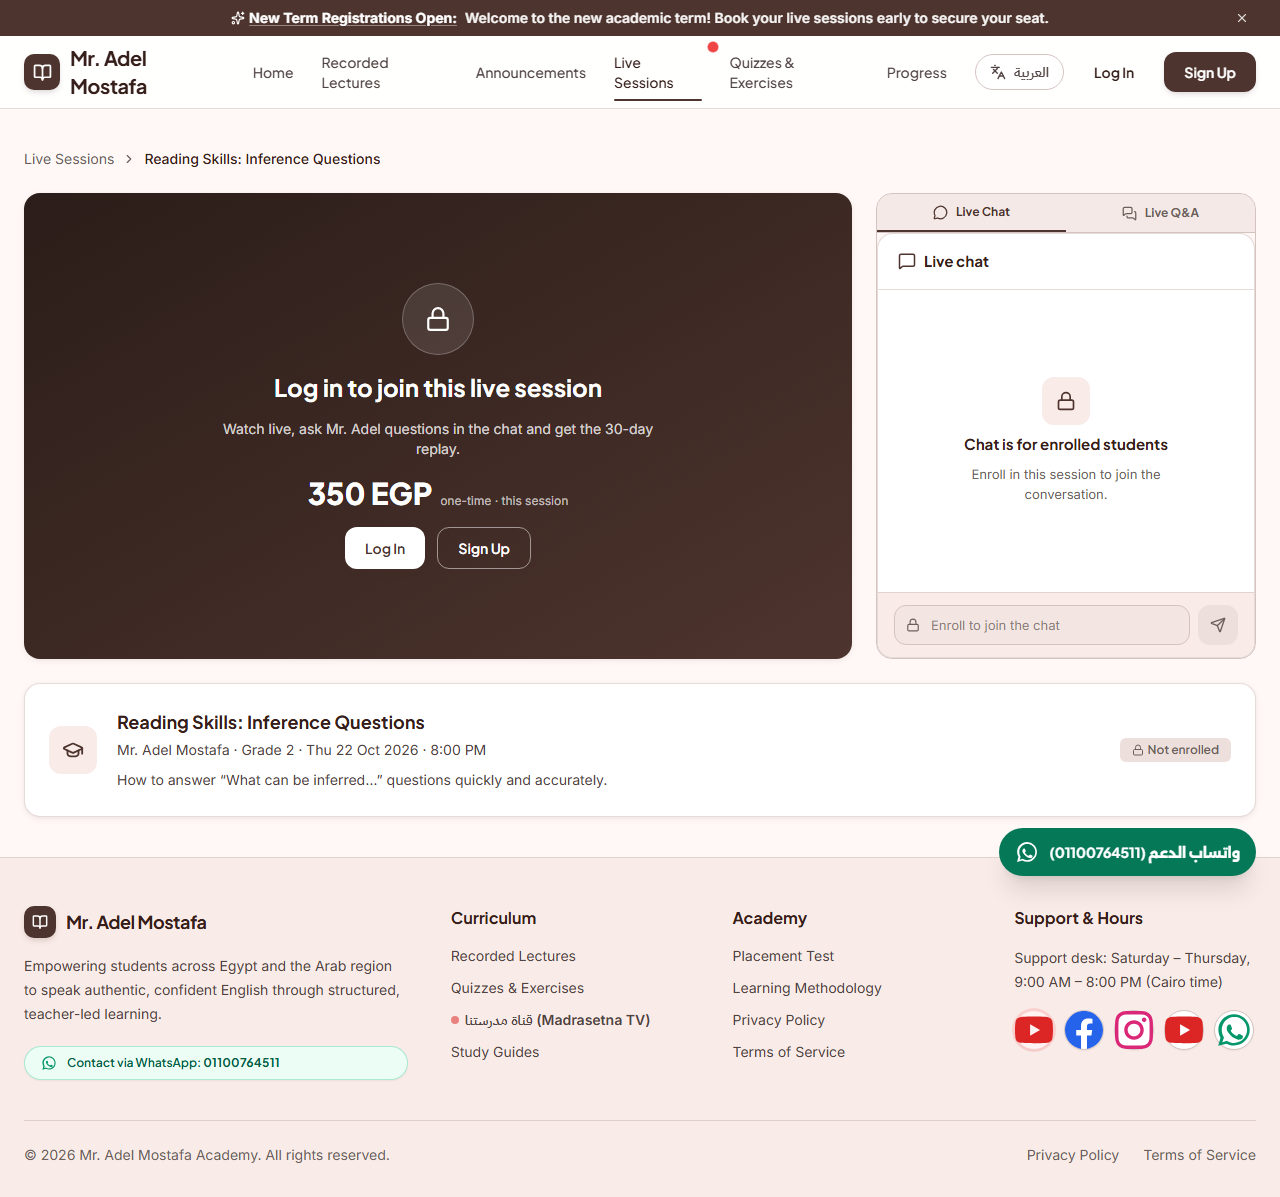 New Term Registrations Open: Welcome to the new academic term! Book your live sessions early to secure your seat.
Mr. Adel Mostafa
Home
Recorded Lectures
Announcements
Live Sessions
Quizzes & Exercises
Progress
العربية
Log In
Sign Up
Live Sessions
Reading Skills: Inference Questions
Log in to join this live session
Watch live, ask Mr. Adel questions in the chat and get the 30-day
replay.
350 EGP one-time · this session
Log In
Sign Up
Live Chat
Live Q&A
Live chat
Chat is for enrolled students
Enroll in this session to join the
conversation.
Enroll to join the chat
Reading Skills: Inference Questions
Mr. Adel Mostafa · Grade 2 · Thu 22 Oct 2026 · 8:00 PM
How to answer “What can be inferred…” questions quickly and accurately.
Not enrolled
واتساب الدعم (01100764511)
Mr. Adel Mostafa
Empowering students across Egypt and the Arab region
to speak authentic, confident English through structured,
teacher-led learning.
Contact via WhatsApp: 01100764511
Curriculum
Recorded Lectures
Quizzes & Exercises
قناة مدرستنا (Madrasetna TV)
Study Guides
Academy
Placement Test
Learning Methodology
Privacy Policy
Terms of Service
Support & Hours
Support desk: Saturday – Thursday,
9:00 AM – 8:00 PM (Cairo time)
© 2026 Mr. Adel Mostafa Academy. All rights reserved.
Privacy Policy
Terms of Service